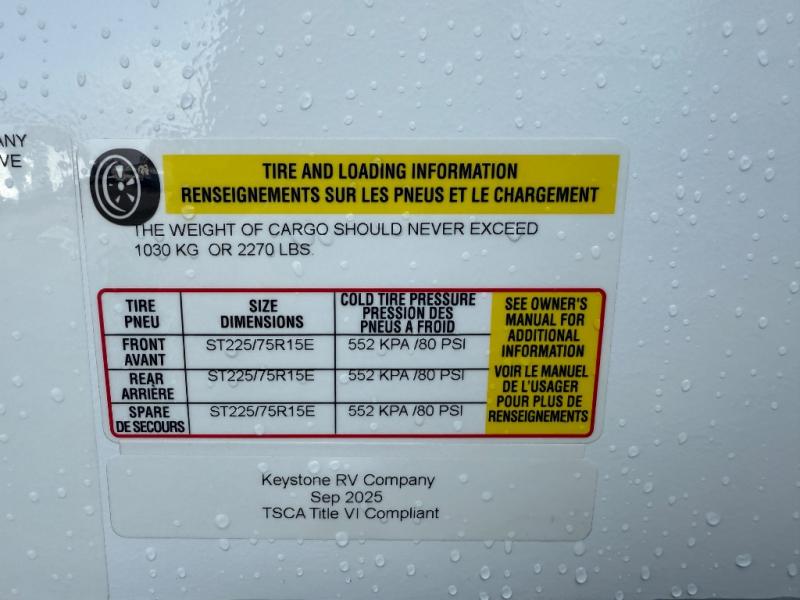 ANY
VE
TIRE AND LOADING INFORMATION
RENSEIGNEMENTS SUR LES PNEUS ET LE CHARGEMENT
THE WEIGHT OF CARGO SHOULD NEVER EXCEED
1030 KG OR 2270 LBS.
TIRE
PNEU
SIZE
DIMENSIONS
COLD TIRE PRESSURE
PRESSION DES
PNEUS A FROID
FRONT
AVANT
ST225/75R15E
552 KPA /80 PSI
REAR
ARRIÈRE
ST225/75R15E
552 KPA /80 PSI
SPARE
DE SECOURS
ST225/75R15E
552 KPA /80 PSI
SEE OWNER'S
MANUAL FOR
ADDITIONAL
INFORMATION
VOIR LE MANUEL
DE L'USAGER
POUR PLUS DE
RENSEIGNEMENTS
Keystone RV Company
Sep 2025
TSCA Title VI Compliant